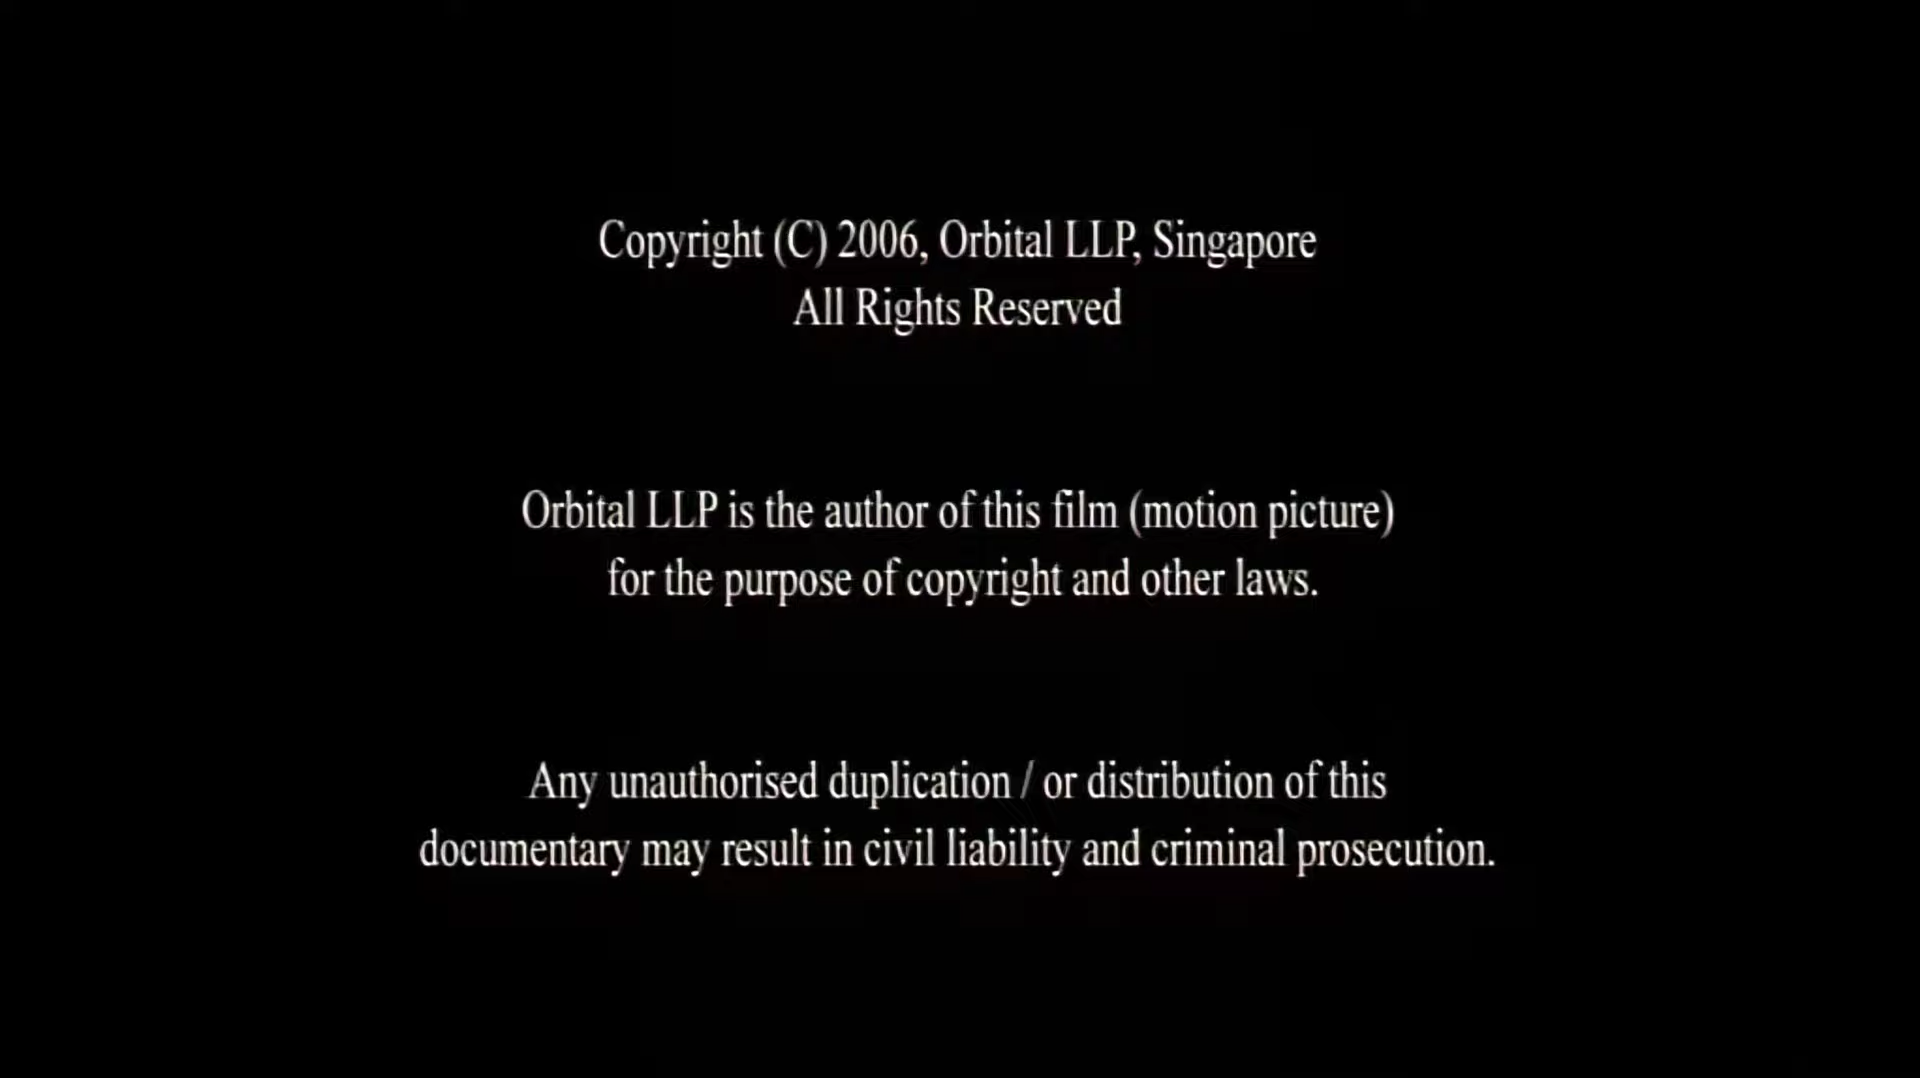 Copyright (C) 2006, Orbital LLP, Singapore
All Rights Reserved
Orbital LLP is the author of this film (motion picture)
for the purpose of copyright and other laws.
Any unauthorised duplication / or distribution of this
documentary may result in civil liability and criminal prosecution.